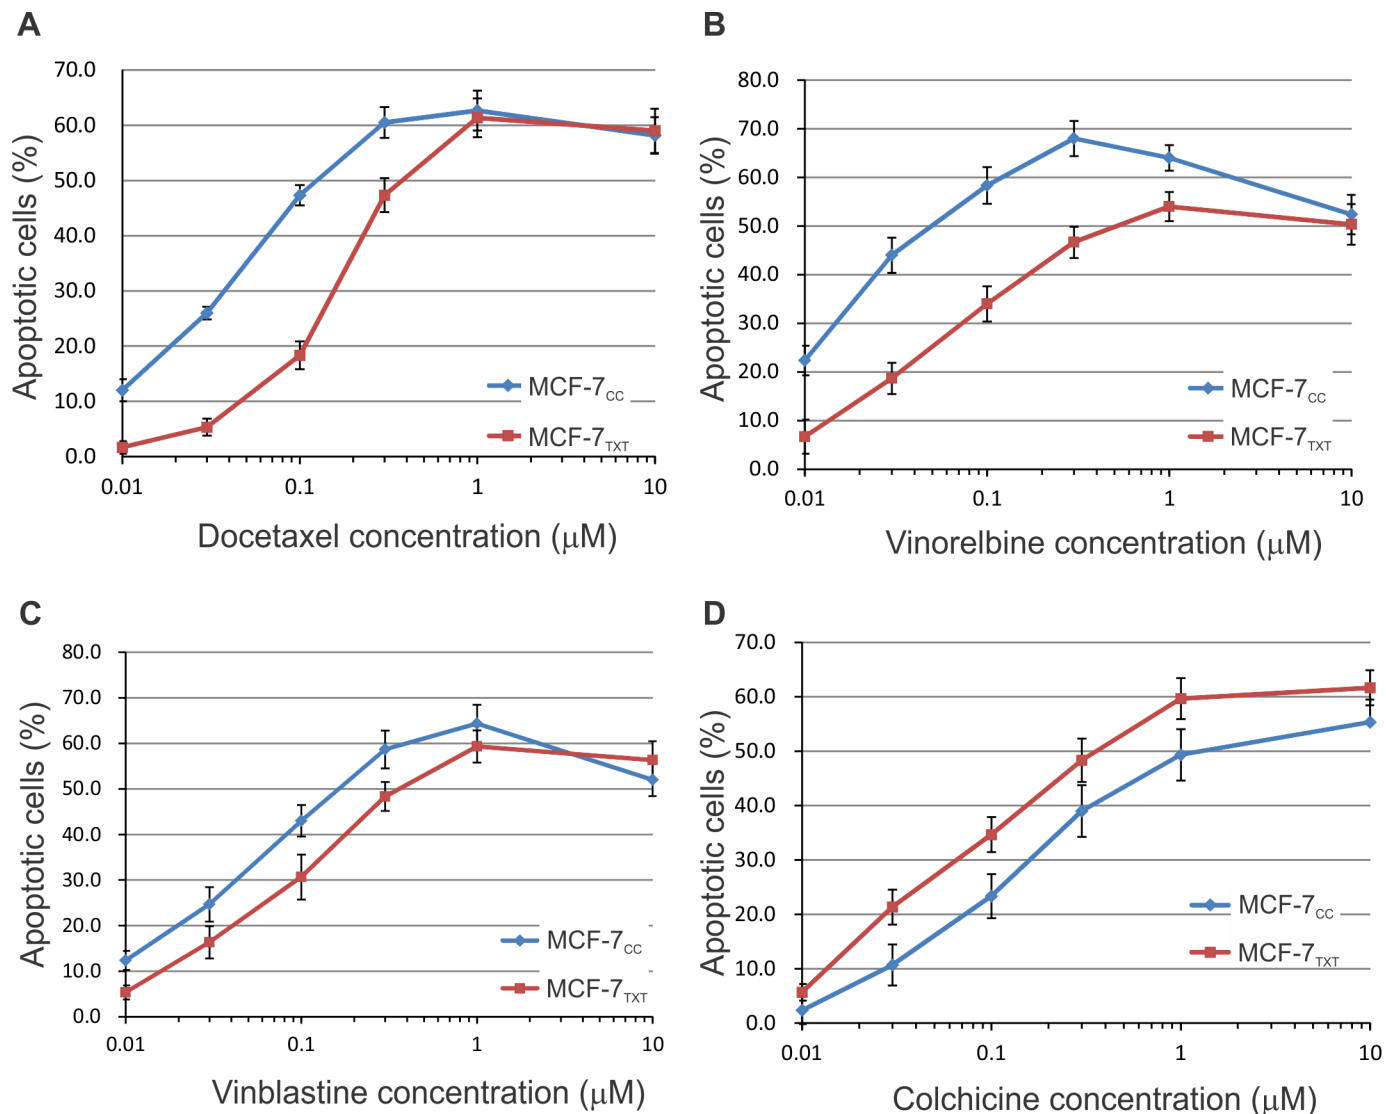 A
70.0
60.0
50.0
40.0
30.0
20.0
10.0
0.0
Apoptotic cells (%)
MCF-7CC
MCF-7TXT
0.01
0.1
1
10
Docetaxel concentration (μM)
B
80.0
70.0
60.0
50.0
40.0
30.0
20.0
10.0
0.0
Apoptotic cells (%)
MCF-7CC
MCF-7TXT
0.01
0.1
1
10
Vinorelbine concentration (μM)
C
80.0
70.0
60.0
50.0
40.0
30.0
20.0
10.0
0.0
Apoptotic cells (%)
MCF-7CC
MCF-7TXT
0.01
0.1
1
10
Vinblastine concentration (μM)
D
70.0
60.0
50.0
40.0
30.0
20.0
10.0
0.0
Apoptotic cells (%)
MCF-7CC
MCF-7TXT
0.01
0.1
1
10
Colchicine concentration (μM)